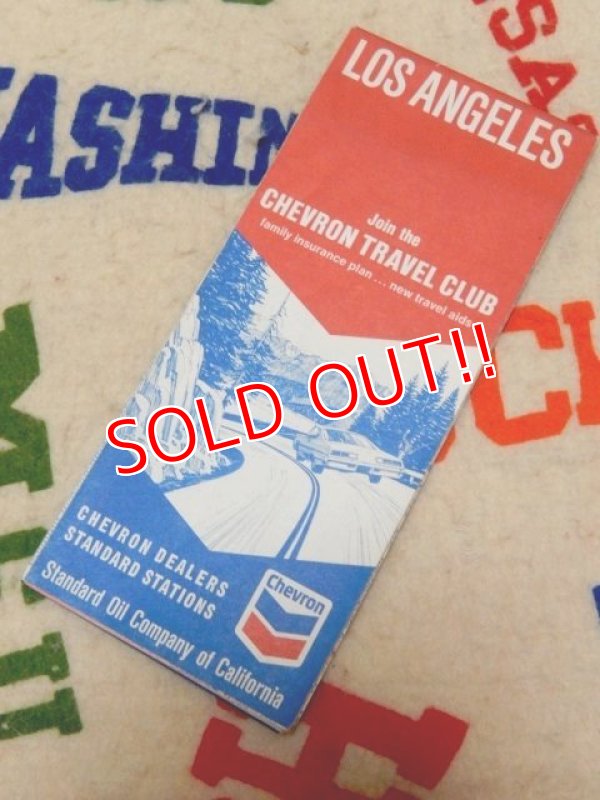 LOS ANGELES
Join the
CHEVRON TRAVEL CLUB
family insurance plan ... new travel aids
SOLD OUT!!
CHEVRON DEALERS
STANDARD STATIONS
Standard Oil Company of California
Chevron